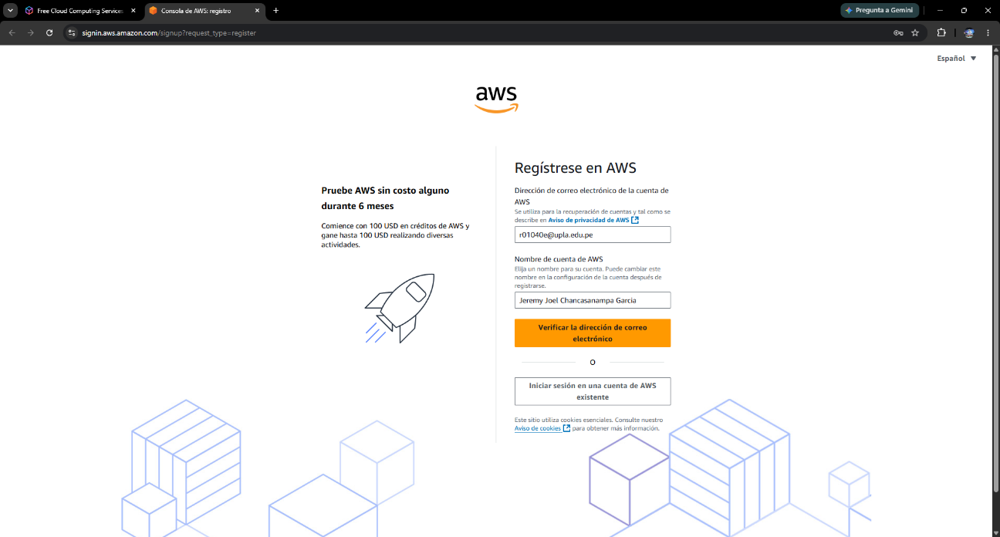 Free Cloud Computing Services
Consola de AWS: registro
Pregunta a Gemini
signin.aws.amazon.com/signup?request_type=register
Español
aws
Pruebe AWS sin costo alguno
durante 6 meses
Comience con 100 USD en créditos de AWS y
gane hasta 100 USD realizando diversas
actividades.
Regístrese en AWS
Dirección de correo electrónico de la cuenta de
AWS
Se utiliza para la recuperación de cuentas y tal como se
describe en Aviso de privacidad de AWS
r01040e@upla.edu.pe
Nombre de cuenta de AWS
Elija un nombre para su cuenta. Puede cambiar este
nombre en la configuración de la cuenta después de
registrarse.
Jeremy Joel Chancasanampa Garcia
Verificar la dirección de correo
electrónico
O
Iniciar sesión en una cuenta de AWS
existente
Este sitio utiliza cookies esenciales. Consulte nuestro
Aviso de cookies para obtener más información.